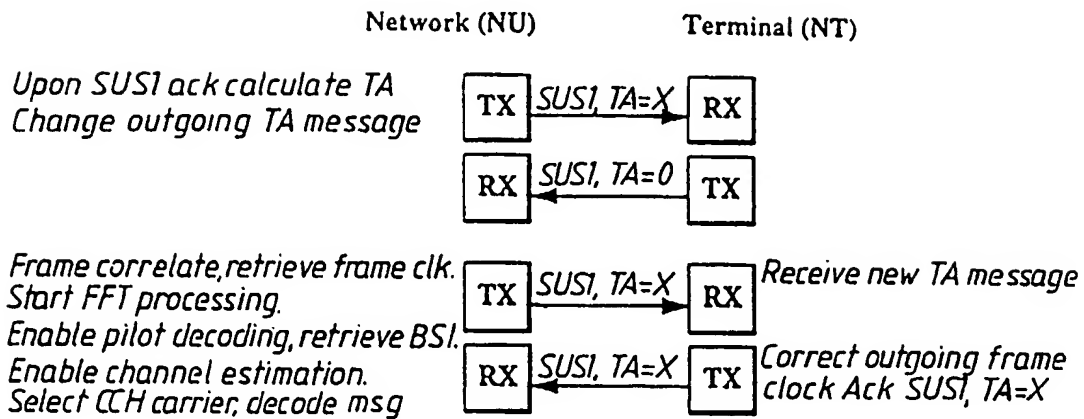 Network (NU) Terminal (NT)
Upon SUS1 ack calculate TA
Change outgoing TA message
TX SUS1, TA=X RX
RX SUS1, TA=0 TX
Frame correlate, retrieve frame clk.
Start FFT processing.
Enable pilot decoding, retrieve BSI.
Enable channel estimation.
Select CCH carrier, decode msg
TX SUS1, TA=X RX
Receive new TA message
RX SUS1, TA=X TX
Correct outgoing frame
clock Ack SUS1, TA=X